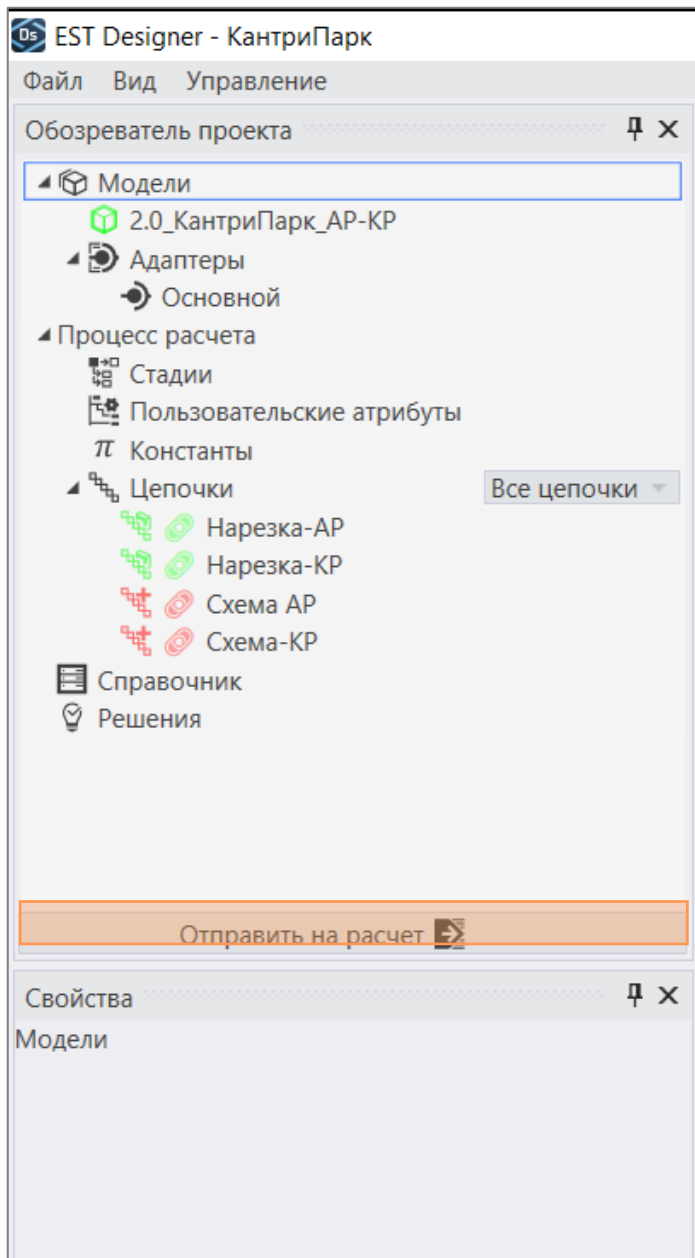 Ds EST Designer - КантриПарк
Файл Вид Управление
Обозреватель проекта
Модели
2.0_КантриПарк_АР-КР
Адаптеры
Основной
Процесс расчета
Стадии
Пользовательские атрибуты
π Константы
Цепочки Все цепочки
Нарезка-АР
Нарезка-КР
Схема АР
Схема-КР
Справочник
Решения
Отправить на расчет
Свойства
Модели